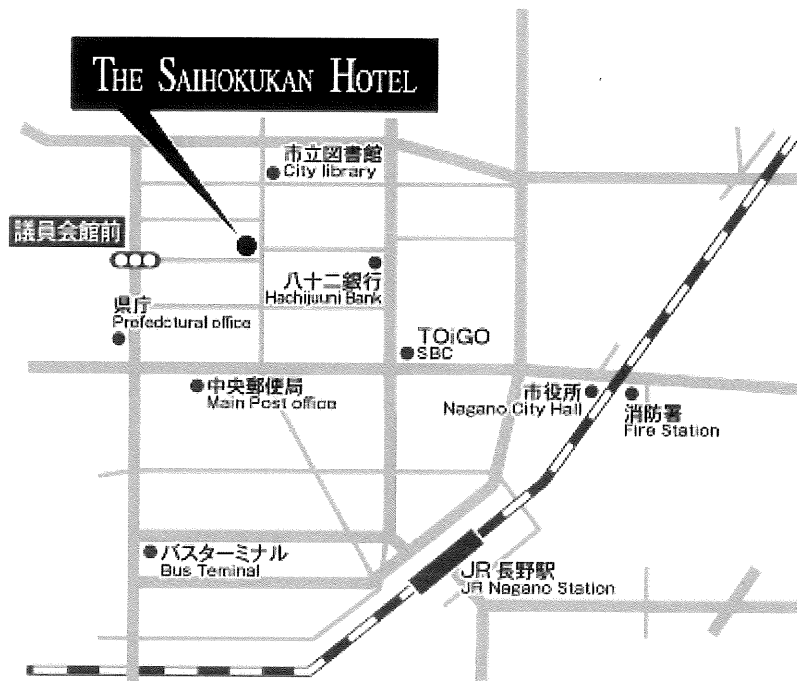 THE SAIHOKUKAN HOTEL
市立図書館
City library
議員会館前
八十二銀行
Hachijuuni Bank
県庁
Prefedctural office
TOiGO
SBC
中央郵便局
Main Post office
市役所
Nagano City Hall
消防署
Fire Station
バスターミナル
Bus Teminal
JR 長野駅
JR Nagano Station